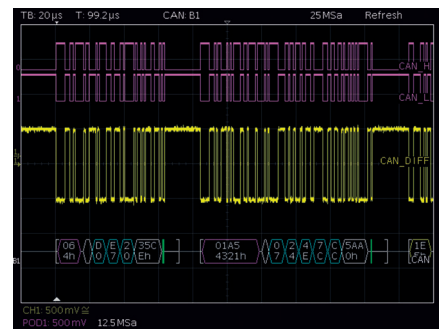 TB: 20µs T: 99.2µs CAN: B1 25MSa Refresh
CAN_H
0
CAN_L
1
CAN_DIFF
06 D E 2 35C 01A5 0 2 4 7 C 5AA 1E
4h 0 7 0 Eh 4321h 7 4 E C C 0h
B1 CAN
CH1: 500mV
POD1: 500mV 12.5MSa